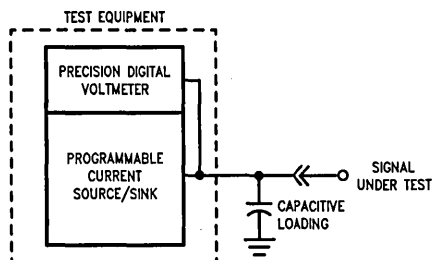 TEST EQUIPMENT
PRECISION DIGITAL
VOLTMETER
PROGRAMMABLE
CURRENT
SOURCE/SINK
SIGNAL
UNDER TEST
CAPACITIVE
LOADING